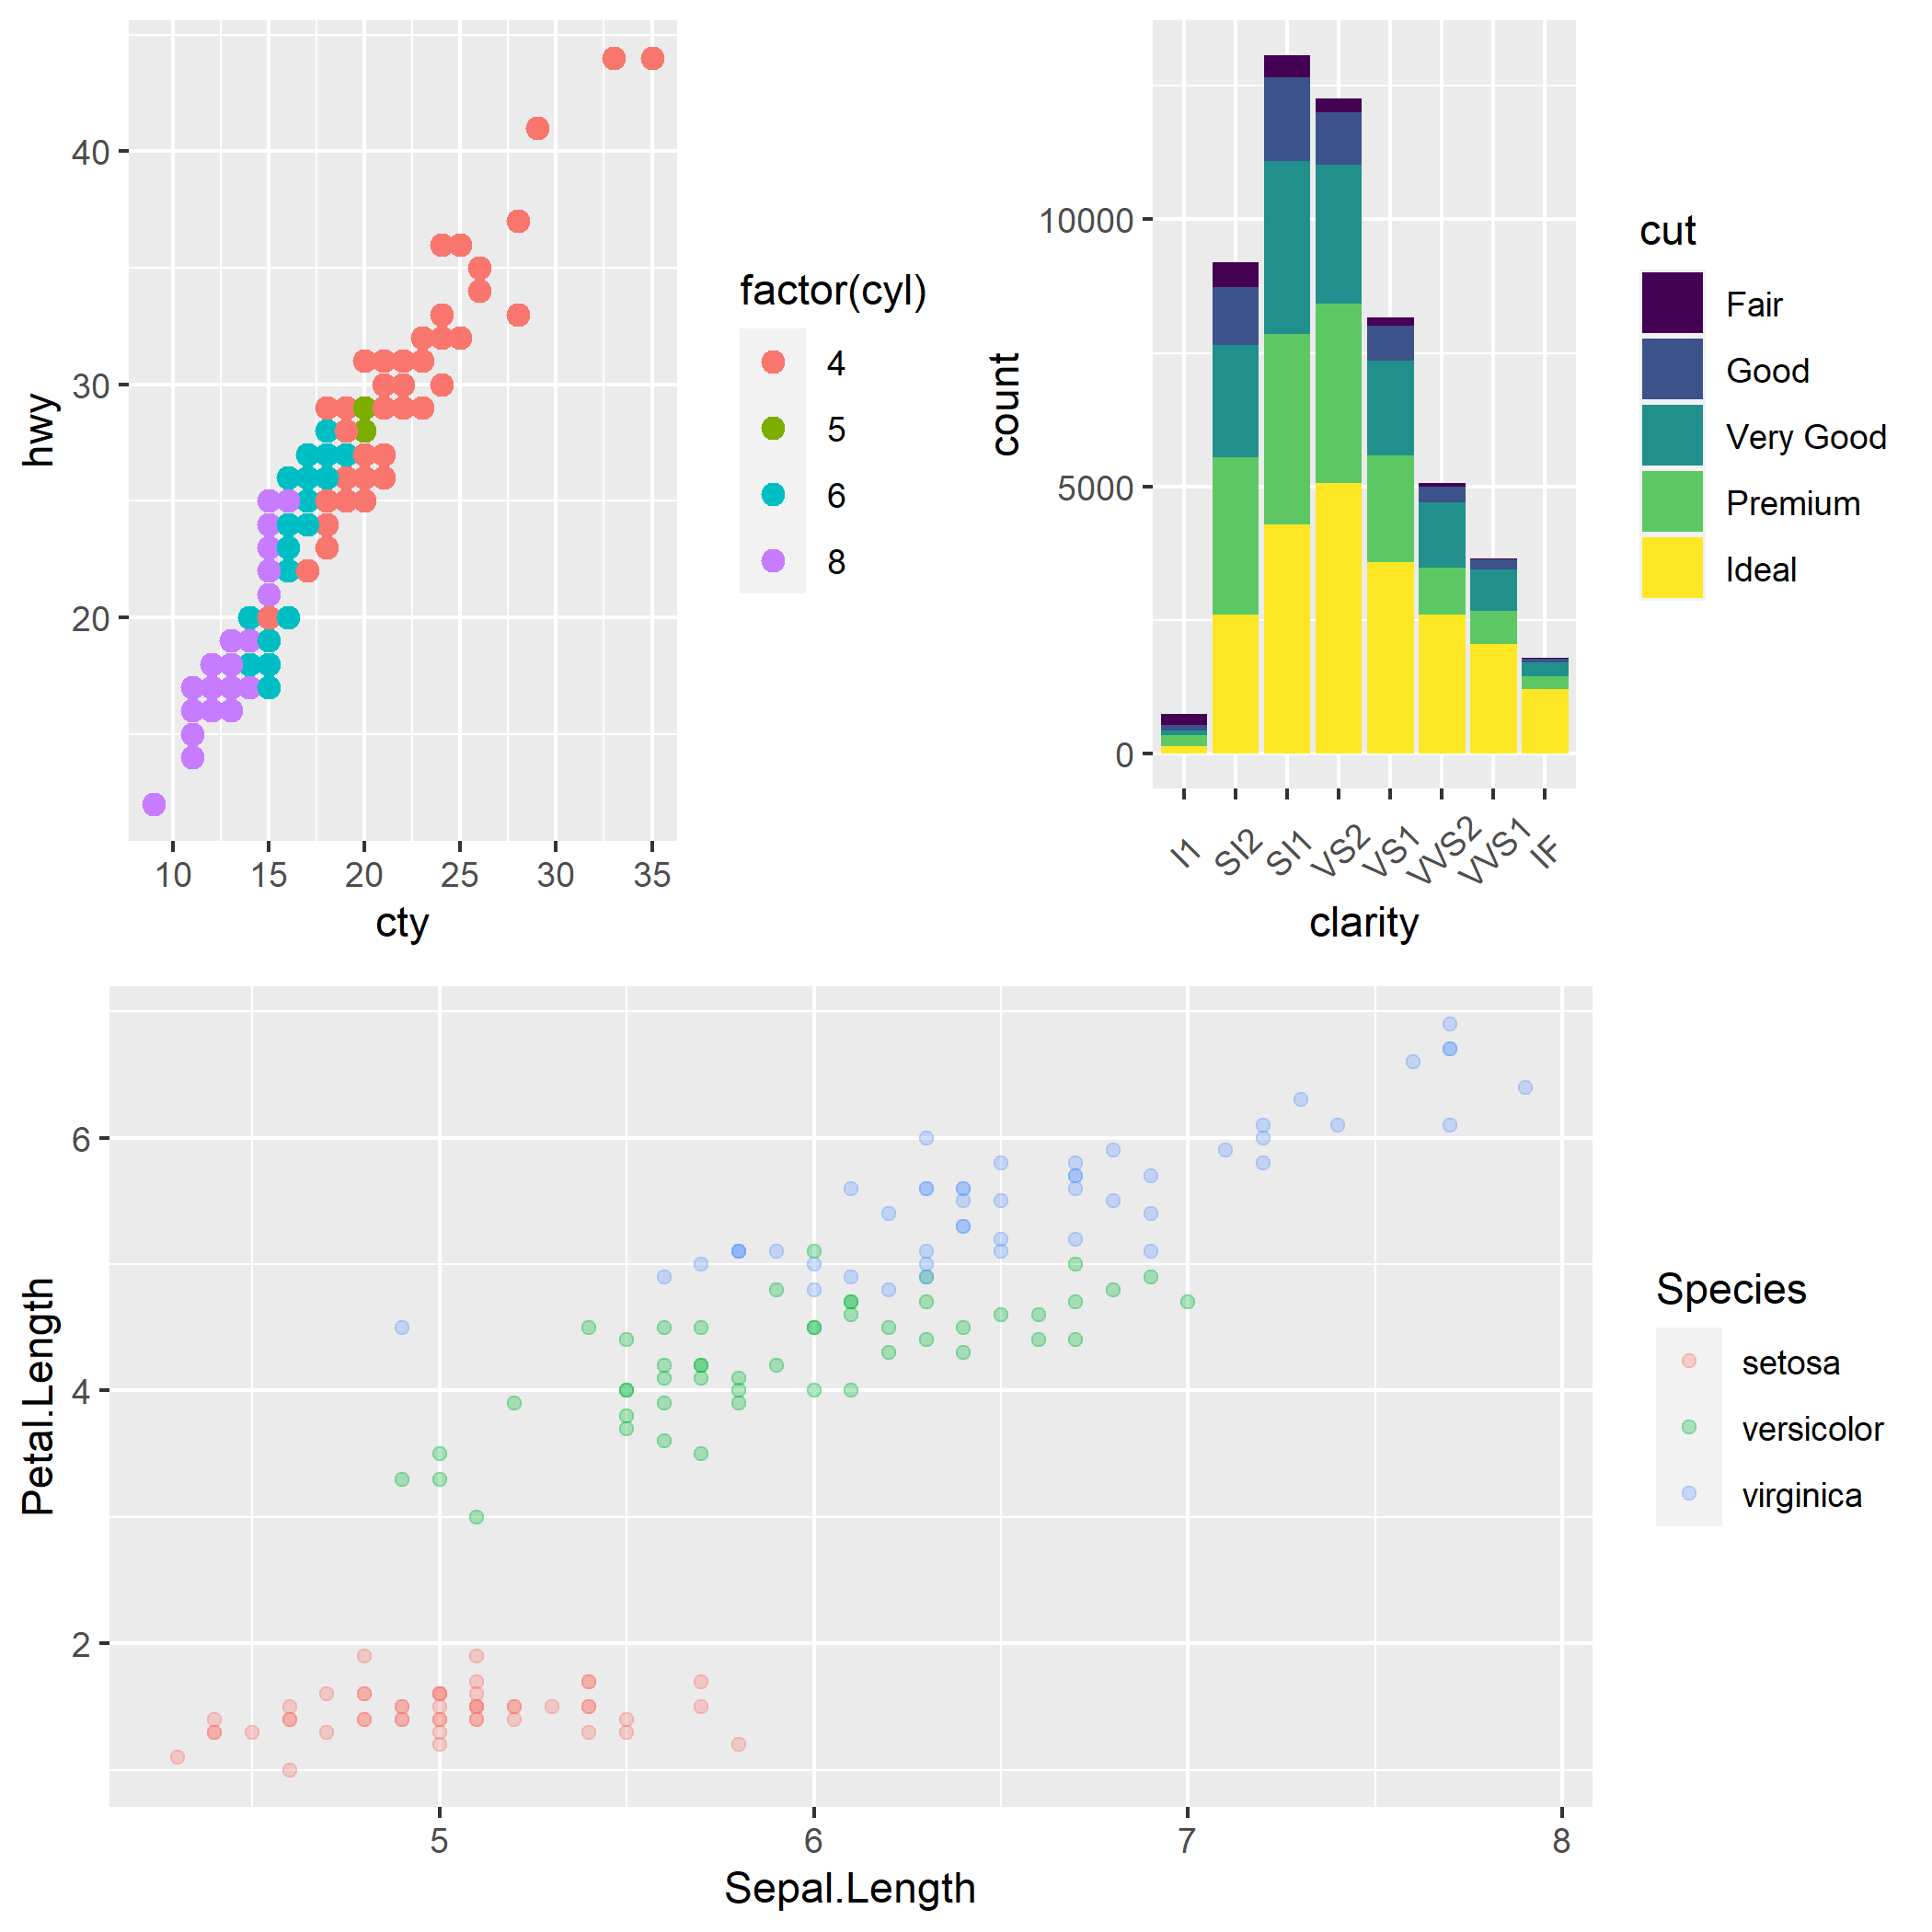 40
30
20
hwy
10 15 20 25 30 35
cty
factor(cyl)
4
5
6
8
10000
5000
0
count
I1 SI2 SI1 VS2 VS1 VVS2 VVS1 IF
clarity
cut
Fair
Good
Very Good
Premium
Ideal
6
4
2
Petal.Length
5 6 7 8
Sepal.Length
Species
setosa
versicolor
virginica